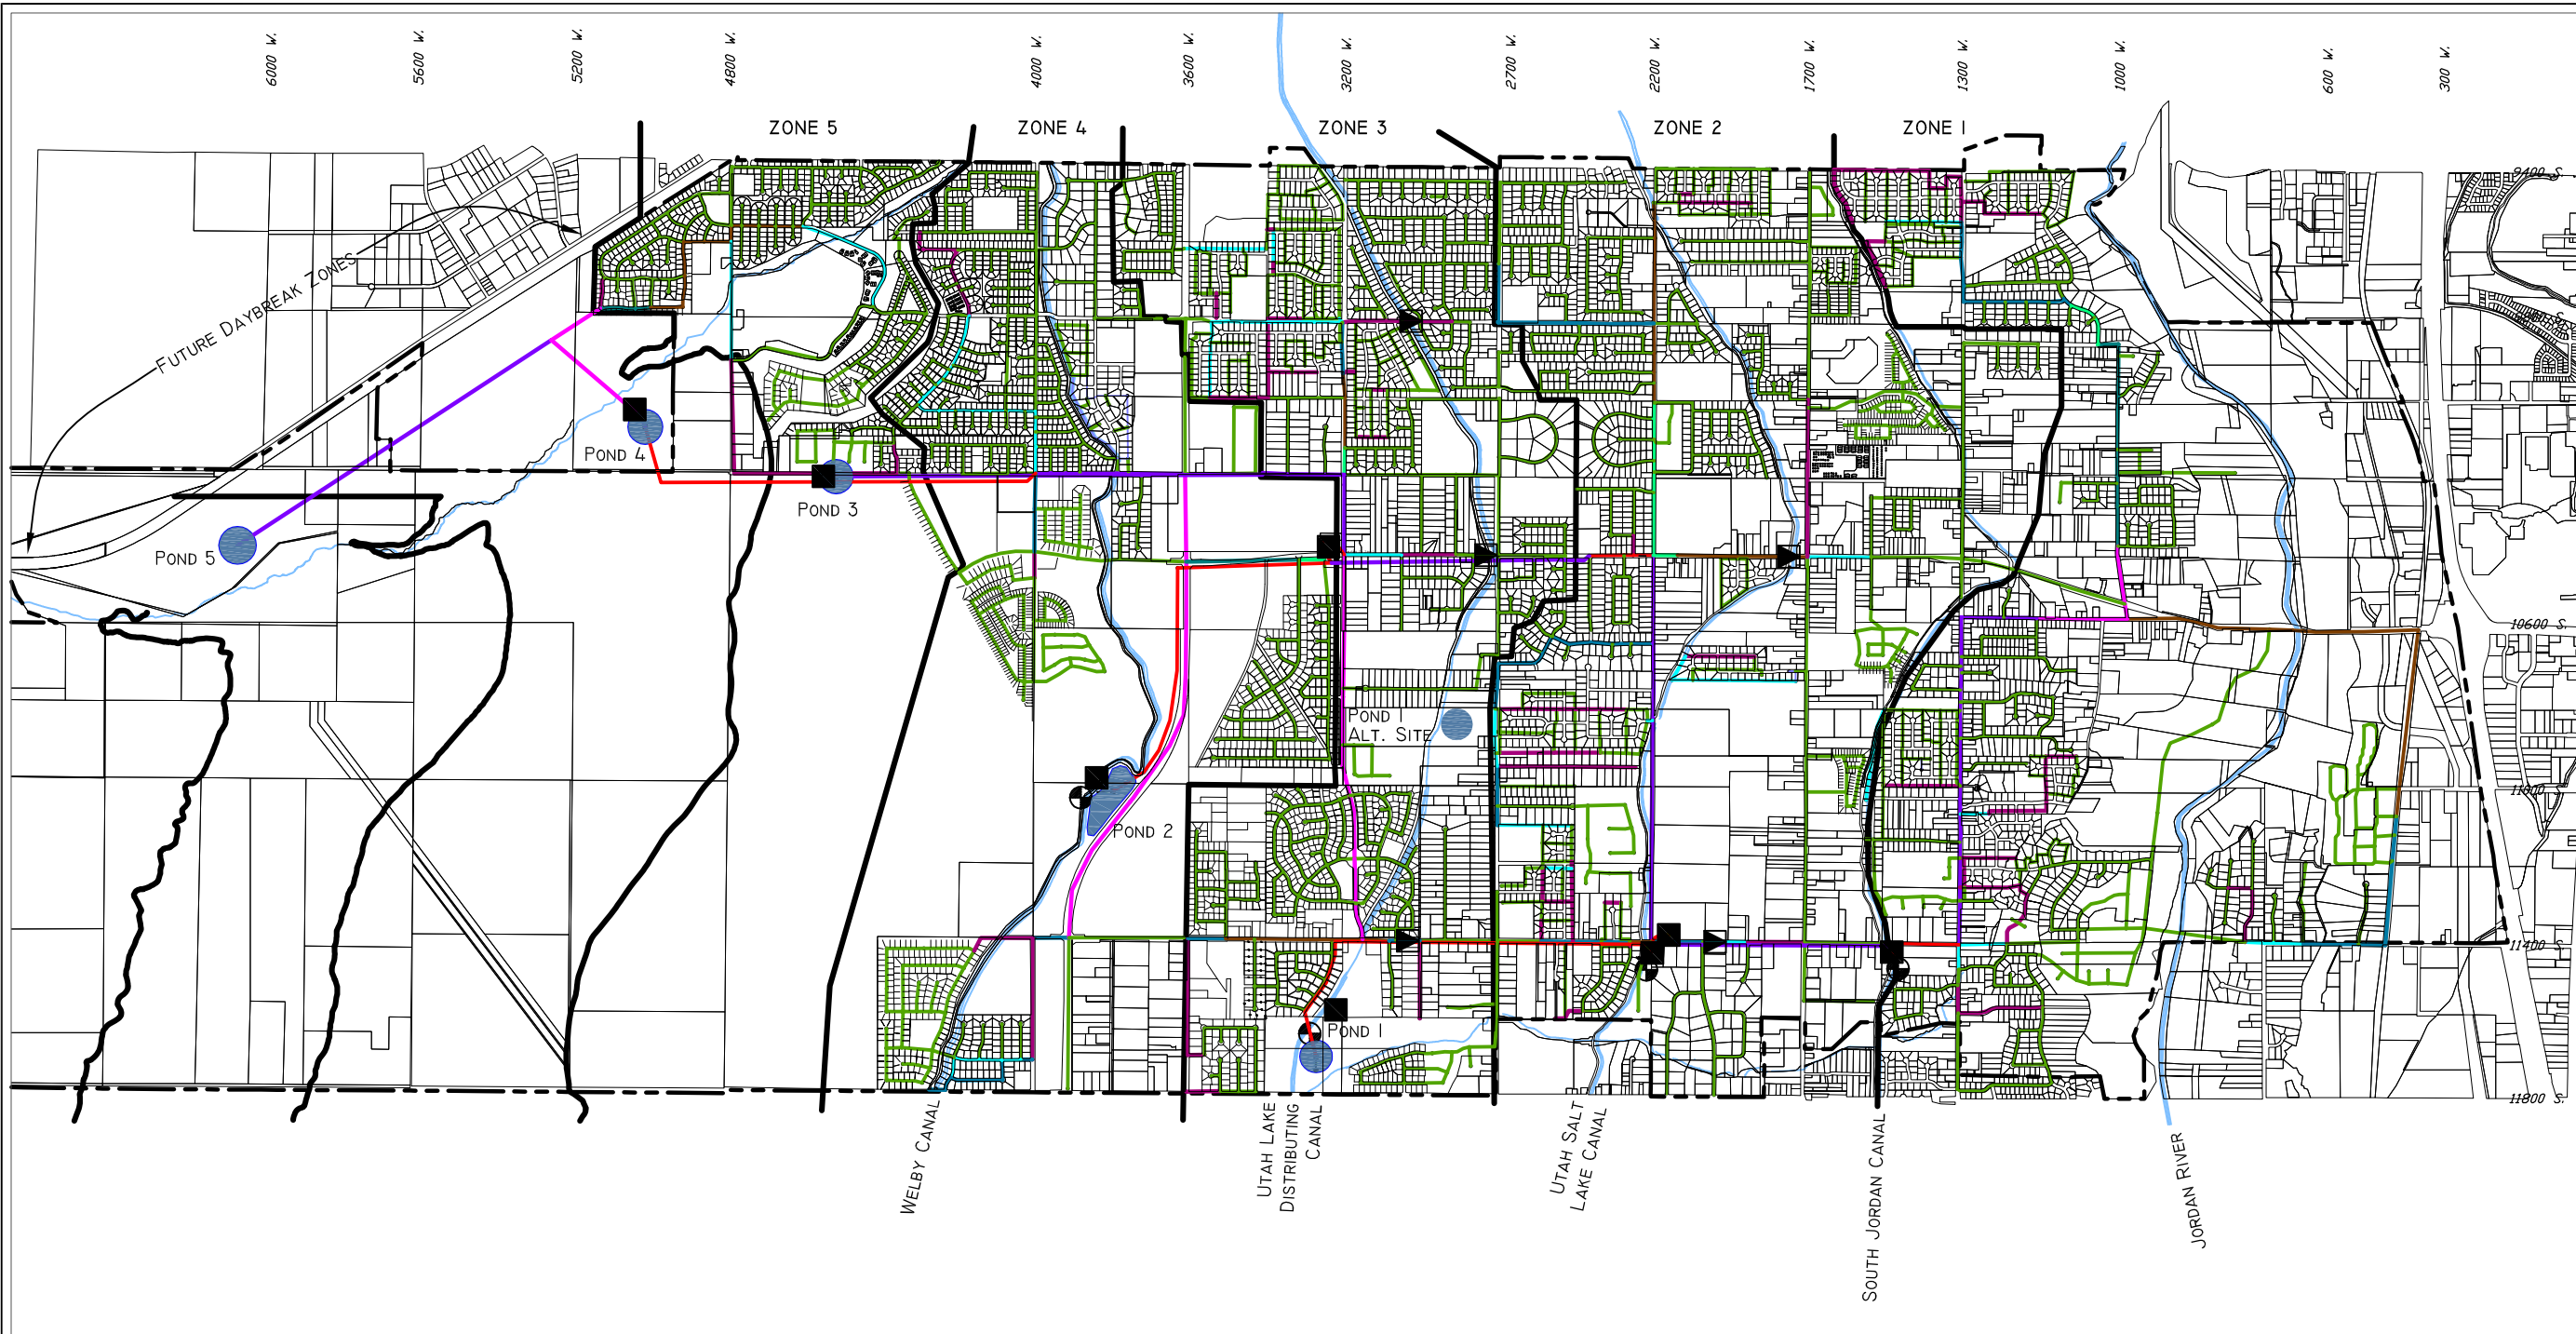 6000 W.
5600 W.
5200 W.
4800 W.
4000 W.
3600 W.
3200 W.
2700 W.
2200 W.
1700 W.
1300 W.
1000 W.
600 W.
300 W.
ZONE 5
ZONE 4
ZONE 3
ZONE 2
ZONE 1
9400 S.
FUTURE DAYBREAK ZONES
POND 4
POND 3
POND 5
10600 S.
POND 1
ALT. SITE
11000 S.
POND 2
11400 S.
POND 1
11800 S.
WELBY CANAL
UTAH LAKE
DISTRIBUTING
CANAL
UTAH SALT
LAKE CANAL
SOUTH JORDAN CANAL
JORDAN RIVER